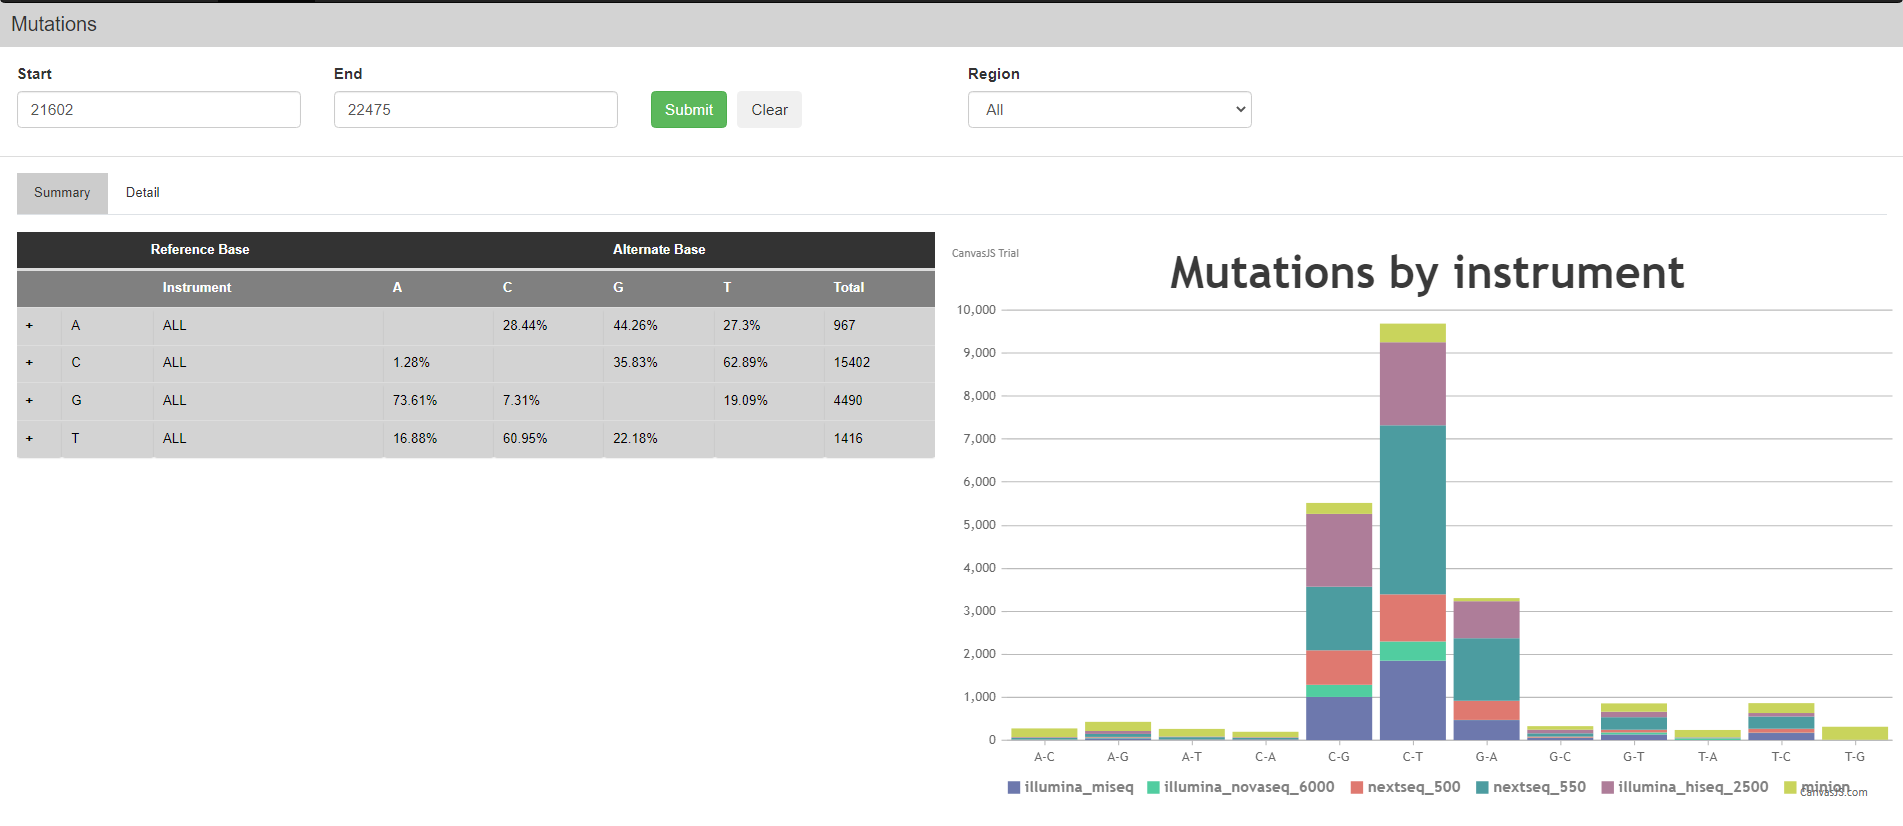 Mutations
Start End Region
21602 22475 Submit Clear All
Summary Detail
Reference Base Alternate Base
Instrument A C G T Total
+ A ALL 28.44% 44.26% 27.3% 967
+ C ALL 1.28% 35.83% 62.89% 15402
+ G ALL 73.61% 7.31% 19.09% 4490
+ T ALL 16.88% 60.95% 22.18% 1416
CanvasJS Trial
Mutations by instrument
10,000
9,000
8,000
7,000
6,000
5,000
4,000
3,000
2,000
1,000
0
A-C A-G A-T C-A C-G C-T G-A G-C G-T T-A T-C T-G
illumina_miseq illumina_novaseq_6000 nextseq_500 nextseq_550 illumina_hiseq_2500 minion
CanvasJS.com